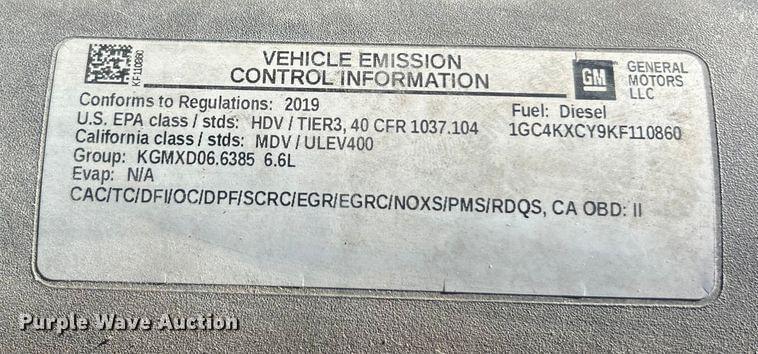 KF110860
VEHICLE EMISSION
CONTROL INFORMATION
GM
GENERAL
MOTORS
LLC
Conforms to Regulations: 2019
Fuel: Diesel
U.S. EPA class / stds: HDV / TIER3, 40 CFR 1037.104
1GC4KXCY9KF110860
California class / stds: MDV / ULEV400
Group: KGMXD06.6385 6.6L
Evap: N/A
CAC/TC/DFI/OC/DPF/SCRC/EGR/EGRC/NOXS/PMS/RDQS, CA OBD: II
Purple Wave Auction